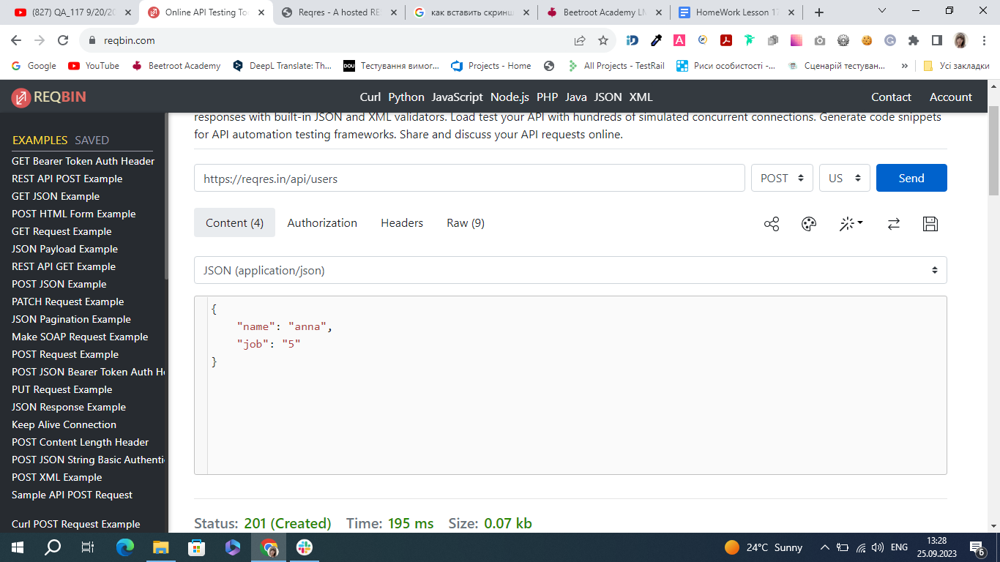 (827) QA_117 9/20/20
Online API Testing Too
Reqres - A hosted RES
как вставить скринш
Beetroot Academy LM
HomeWork Lesson 17
reqbin.com
Google
YouTube
Beetroot Academy
DeepL Translate: Th...
DOU
Тестування вимог...
Projects - Home
All Projects - TestRail
Риси особистості -...
Сценарій тестуван...
»
Усі закладки
REQBIN
Curl Python JavaScript Node.js PHP Java JSON XML
Contact Account
responses with built-in JSON and XML validators. Load test your API with hundreds of simulated concurrent connections. Generate code snippets
for API automation testing frameworks. Share and discuss your API requests online.
EXAMPLES SAVED
GET Bearer Token Auth Header
REST API POST Example
GET JSON Example
POST HTML Form Example
GET Request Example
JSON Payload Example
REST API GET Example
POST JSON Example
PATCH Request Example
JSON Pagination Example
Make SOAP Request Example
POST Request Example
POST JSON Bearer Token Auth He
PUT Request Example
JSON Response Example
Keep Alive Connection
POST Content Length Header
POST JSON String Basic Authenti
POST XML Example
Sample API POST Request
Curl POST Request Example
https://reqres.in/api/users
POST
US
Send
Content (4)
Authorization
Headers
Raw (9)
JSON (application/json)
{
"name": "anna",
"job": "5"
}
Status: 201 (Created) Time: 195 ms Size: 0.07 kb
24°C Sunny
ENG
13:28
25.09.2023
6